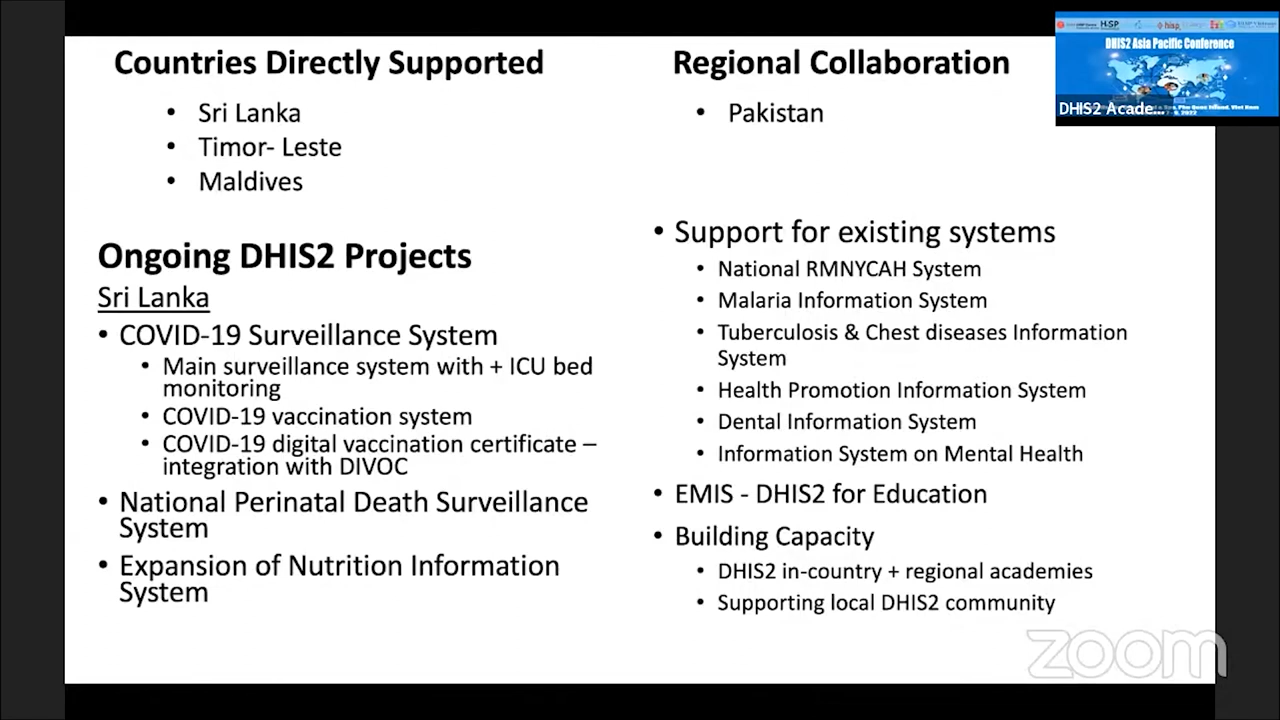 Countries Directly Supported
• Sri Lanka
• Timor- Leste
• Maldives
Ongoing DHIS2 Projects
Sri Lanka
• COVID-19 Surveillance System
• Main surveillance system with + ICU bed
monitoring
• COVID-19 vaccination system
• COVID-19 digital vaccination certificate –
integration with DIVOC
• National Perinatal Death Surveillance
System
• Expansion of Nutrition Information
System
Regional Collaboration
• Pakistan
• Support for existing systems
• National RMNYCAH System
• Malaria Information System
• Tuberculosis & Chest diseases Information
System
• Health Promotion Information System
• Dental Information System
• Information System on Mental Health
• EMIS - DHIS2 for Education
• Building Capacity
• DHIS2 in-country + regional academies
• Supporting local DHIS2 community
DHIS2 Asia Pacific Conference
DHIS2 Acade...
zoom